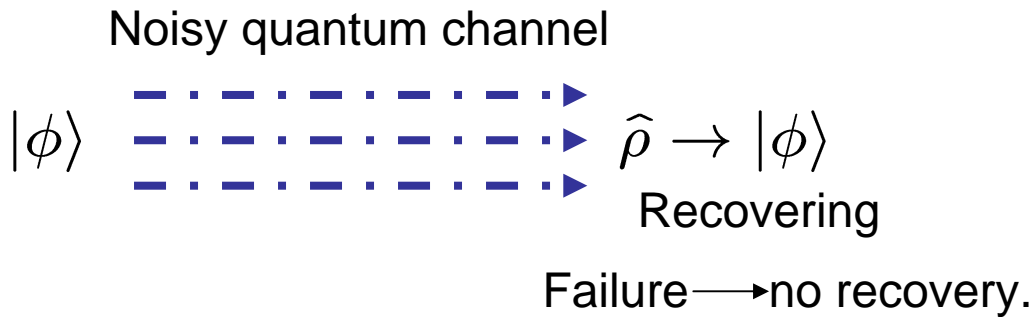 Noisy quantum channel
|ϕ⟩ ρ̂ → |ϕ⟩
Recovering
Failure→no recovery.